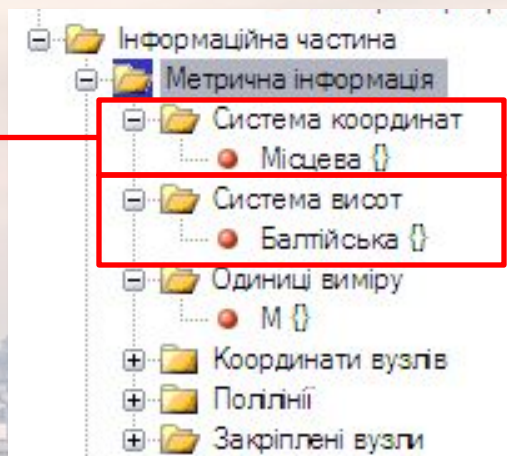 Інформаційна частина
Метрична інформація
Система координат
Місцева {}
Система висот
Балтійська {}
Одиниці виміру
М {}
Координати вузлів
Полілінії
Закріплені вузли